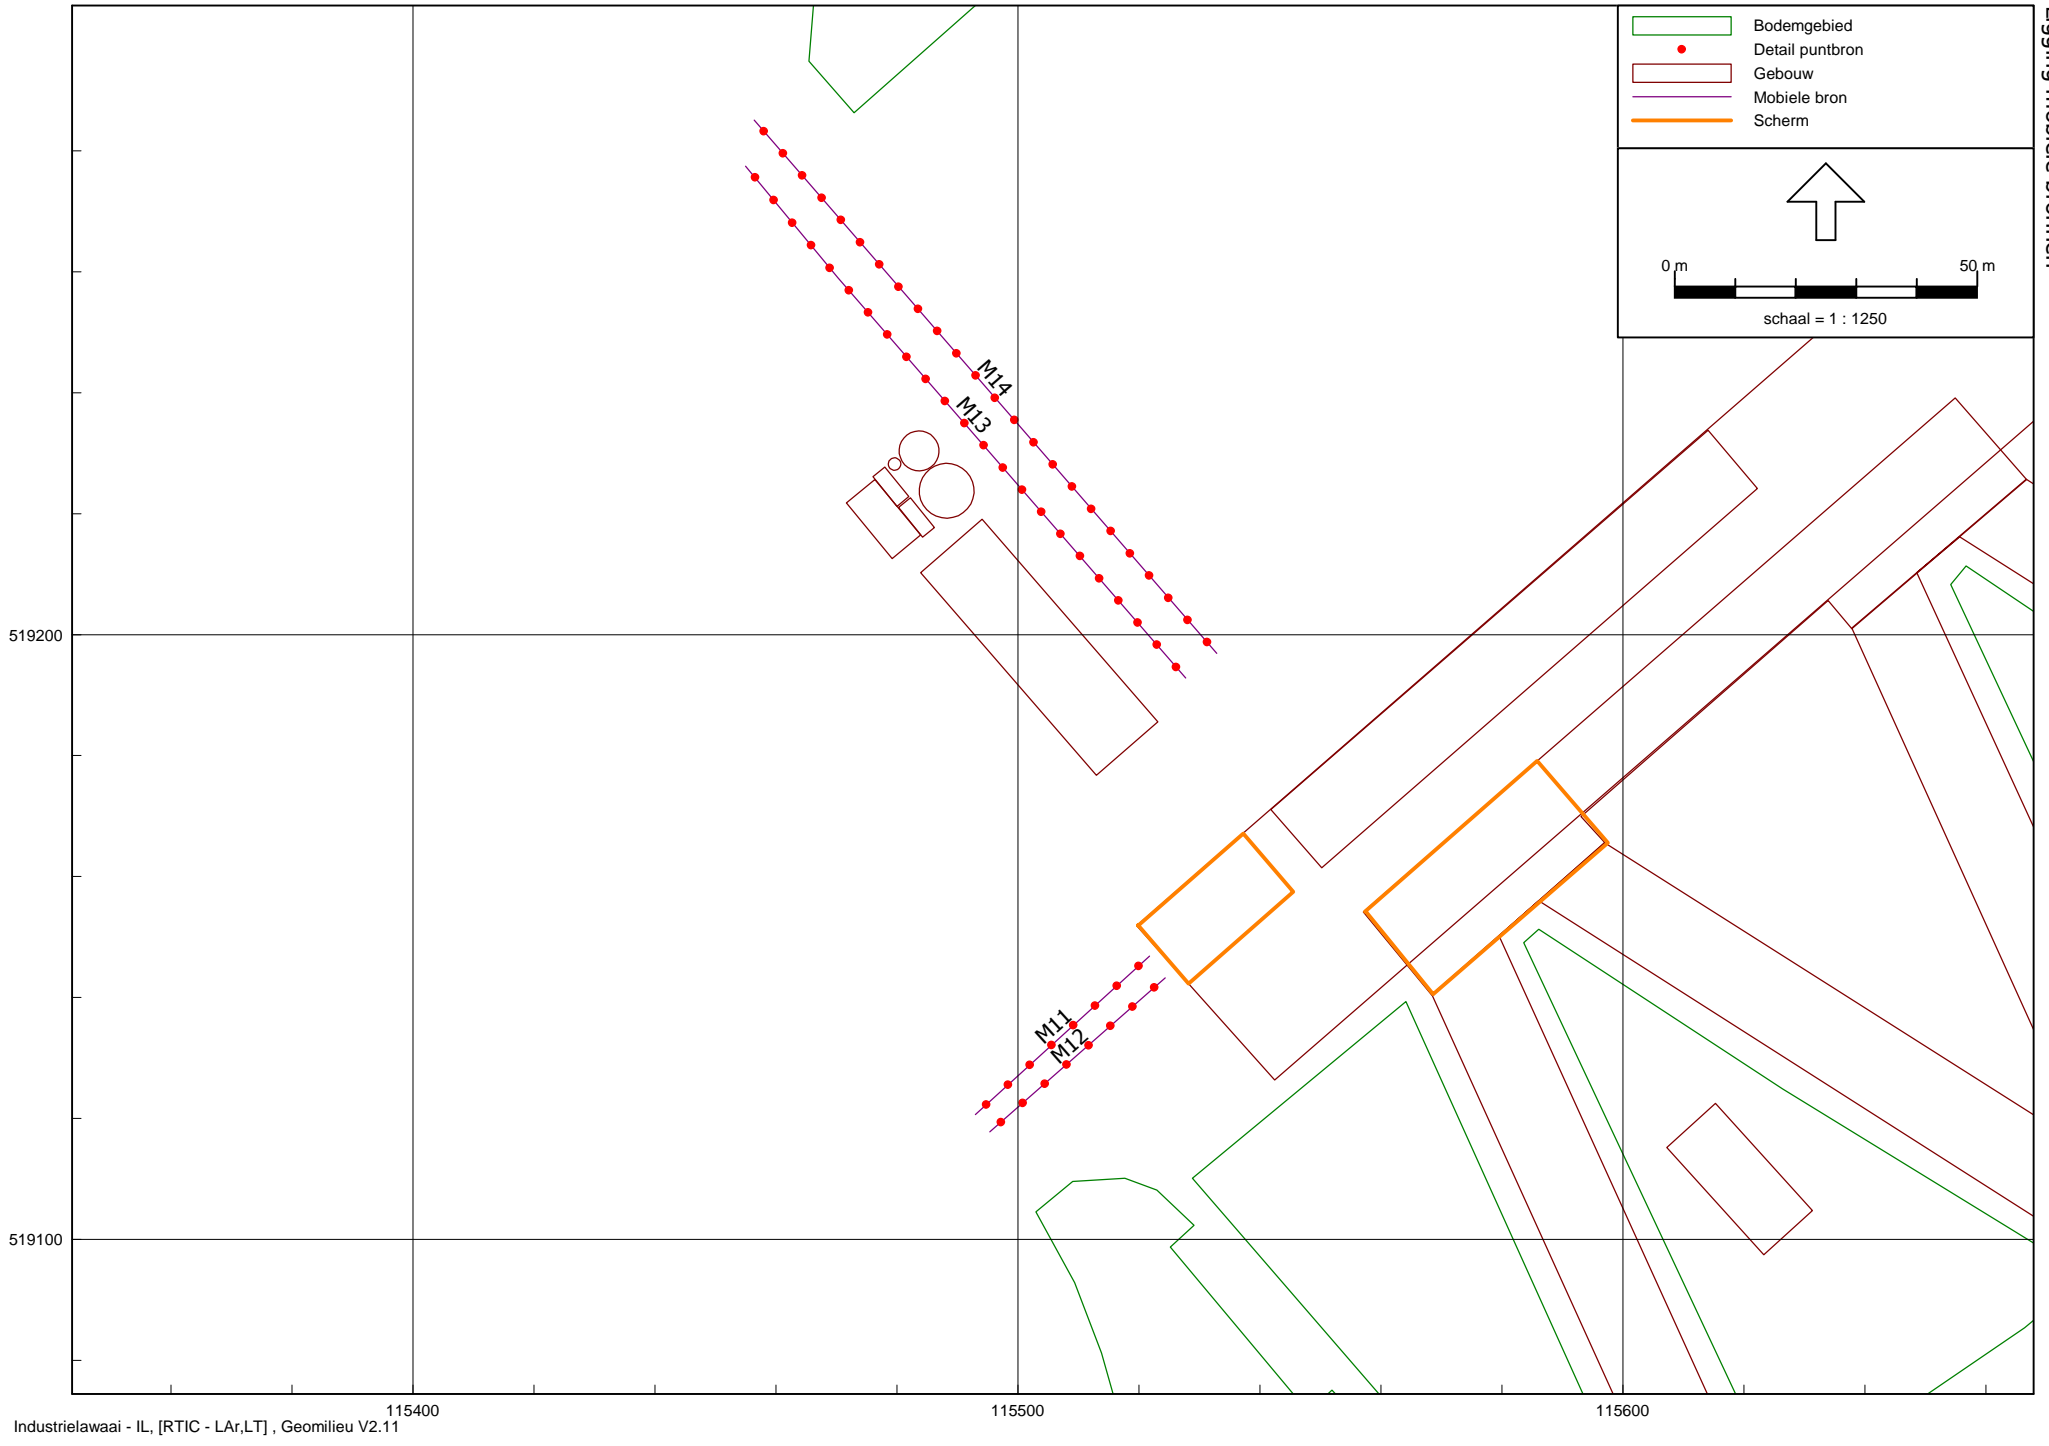 Bodemgebied
Detail puntbron
Gebouw
Mobiele bron
Scherm
0 m 50 m
schaal = 1 : 1250
M14
M13
519200
M11
M12
519100
115400 115500 115600
Industrielawaai - IL, [RTIC - LAr,LT] , Geomilieu V2.11